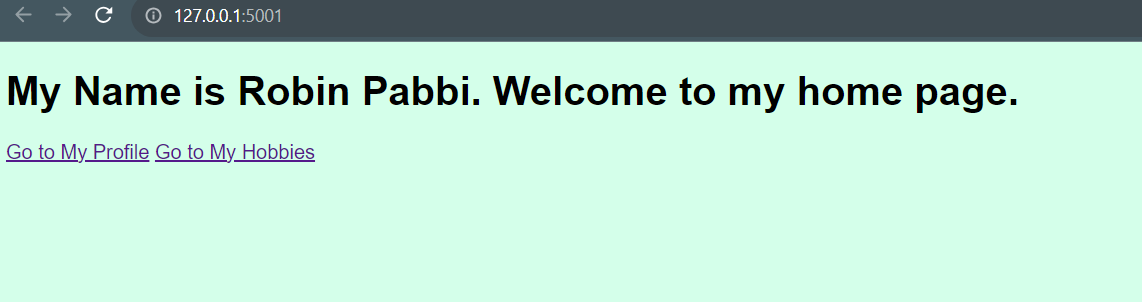 127.0.0.1:5001
My Name is Robin Pabbi. Welcome to my home page.
Go to My Profile Go to My Hobbies